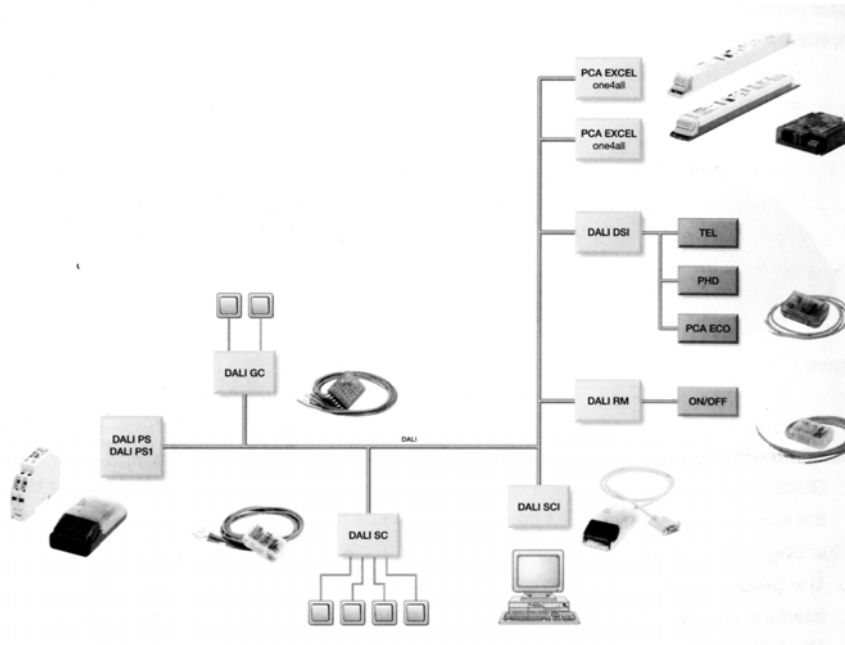 PCA EXCEL
one4all
PCA EXCEL
one4all
DALI DSI
TEL
PHD
PCA ECO
DALI GC
DALI RM
ON/OFF
DALI PS
DALI PS1
DALI
DALI SC
DALI SCI